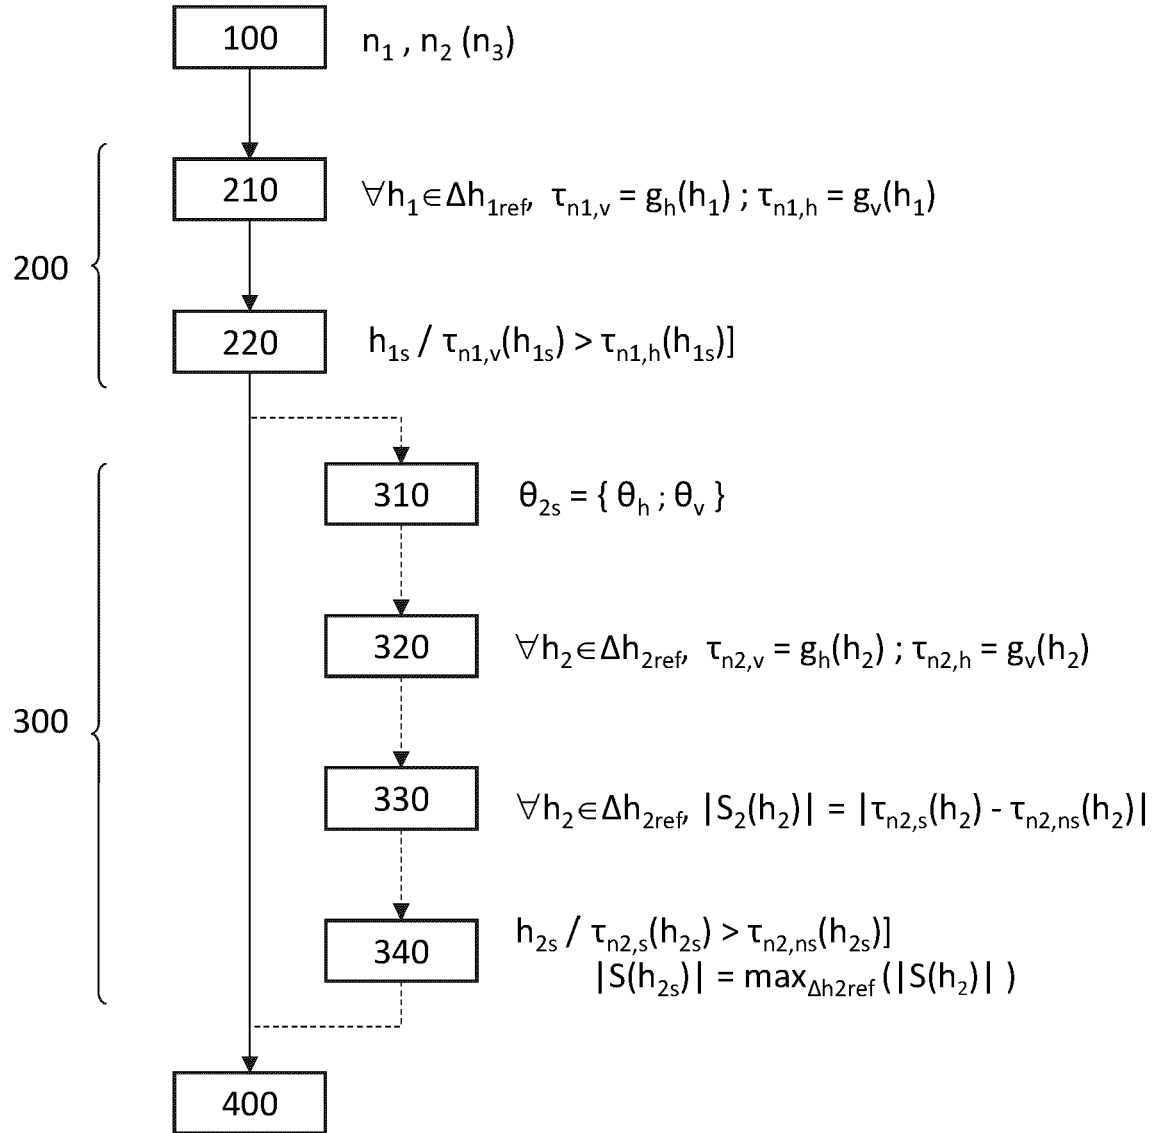 100 n₁ , n₂ (n₃)
210 ∀h₁∈Δh₁ref, τn1,v = gh(h₁) ; τn1,h = gv(h₁)
200
220 h₁s / τn1,v(h₁s) > τn1,h(h₁s)]
310 θ₂s = { θh ; θv }
320 ∀h₂∈Δh₂ref, τn2,v = gh(h₂) ; τn2,h = gv(h₂)
300
330 ∀h₂∈Δh₂ref, |S₂(h₂)| = |τn2,s(h₂) - τn2,ns(h₂)|
340 h₂s / τn2,s(h₂s) > τn2,ns(h₂s)]
|S(h₂s)| = maxΔh2ref (|S(h₂)| )
400